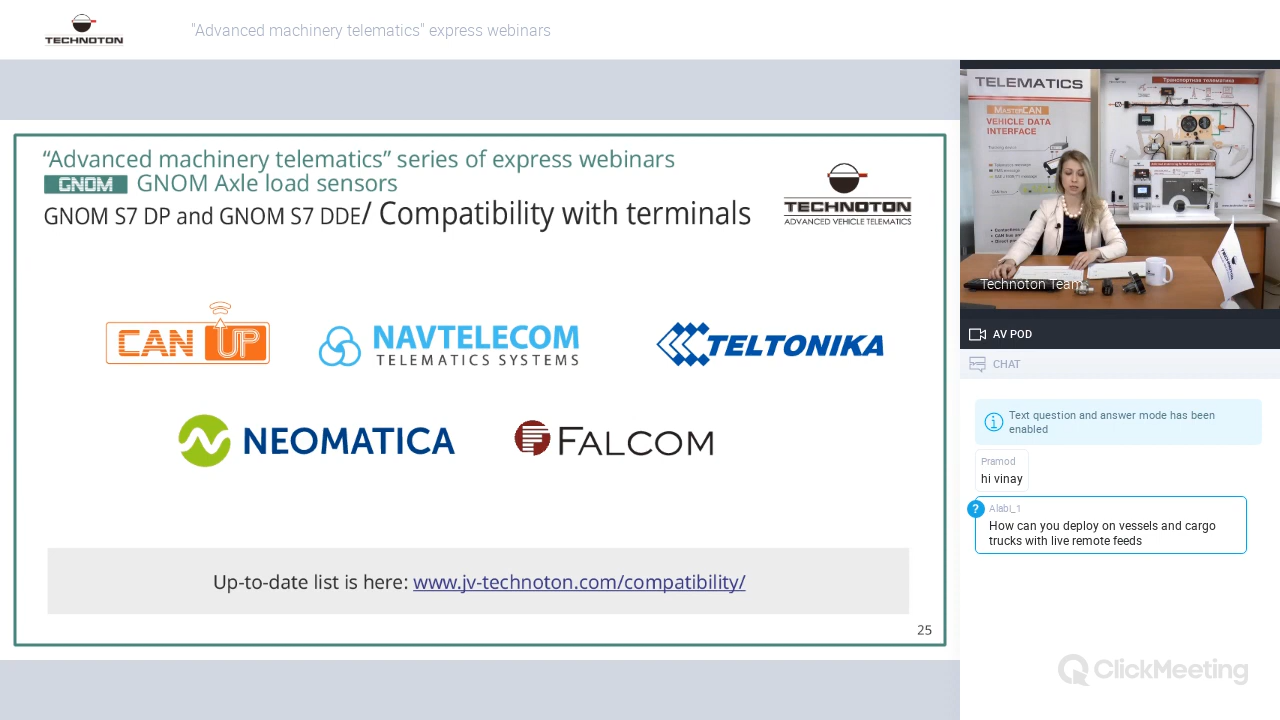 TECHNOTON
"Advanced machinery telematics" express webinars
“Advanced machinery telematics” series of express webinars
GNOM GNOM Axle load sensors
GNOM S7 DP and GNOM S7 DDE/ Compatibility with terminals
TECHNOTON
ADVANCED VEHICLE TELEMATICS
CAN UP
NAVTELECOM
TELEMATICS SYSTEMS
TELTONIKA
NEOMATICA
FALCOM
Up-to-date list is here: www.jv-technoton.com/compatibility/
25
TELEMATICS
MasterCAN
VEHICLE DATA
INTERFACE
Транспортная телематика
Technoton Team
AV POD
CHAT
Text question and answer mode has been
enabled
Pramod
hi vinay
?
Alabi_1
How can you deploy on vessels and cargo
trucks with live remote feeds
ClickMeeting